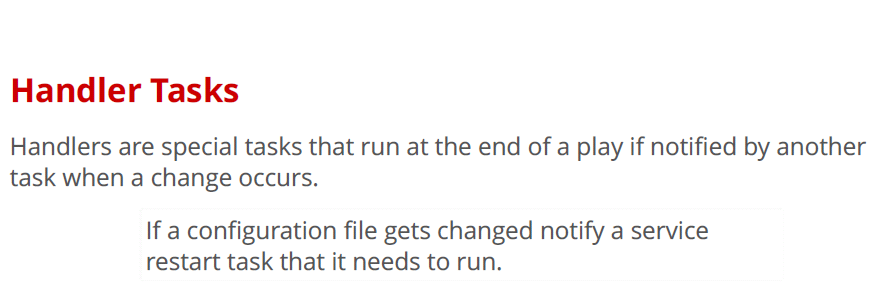 Handler Tasks
Handlers are special tasks that run at the end of a play if notified by another
task when a change occurs.
If a configuration file gets changed notify a service
restart task that it needs to run.